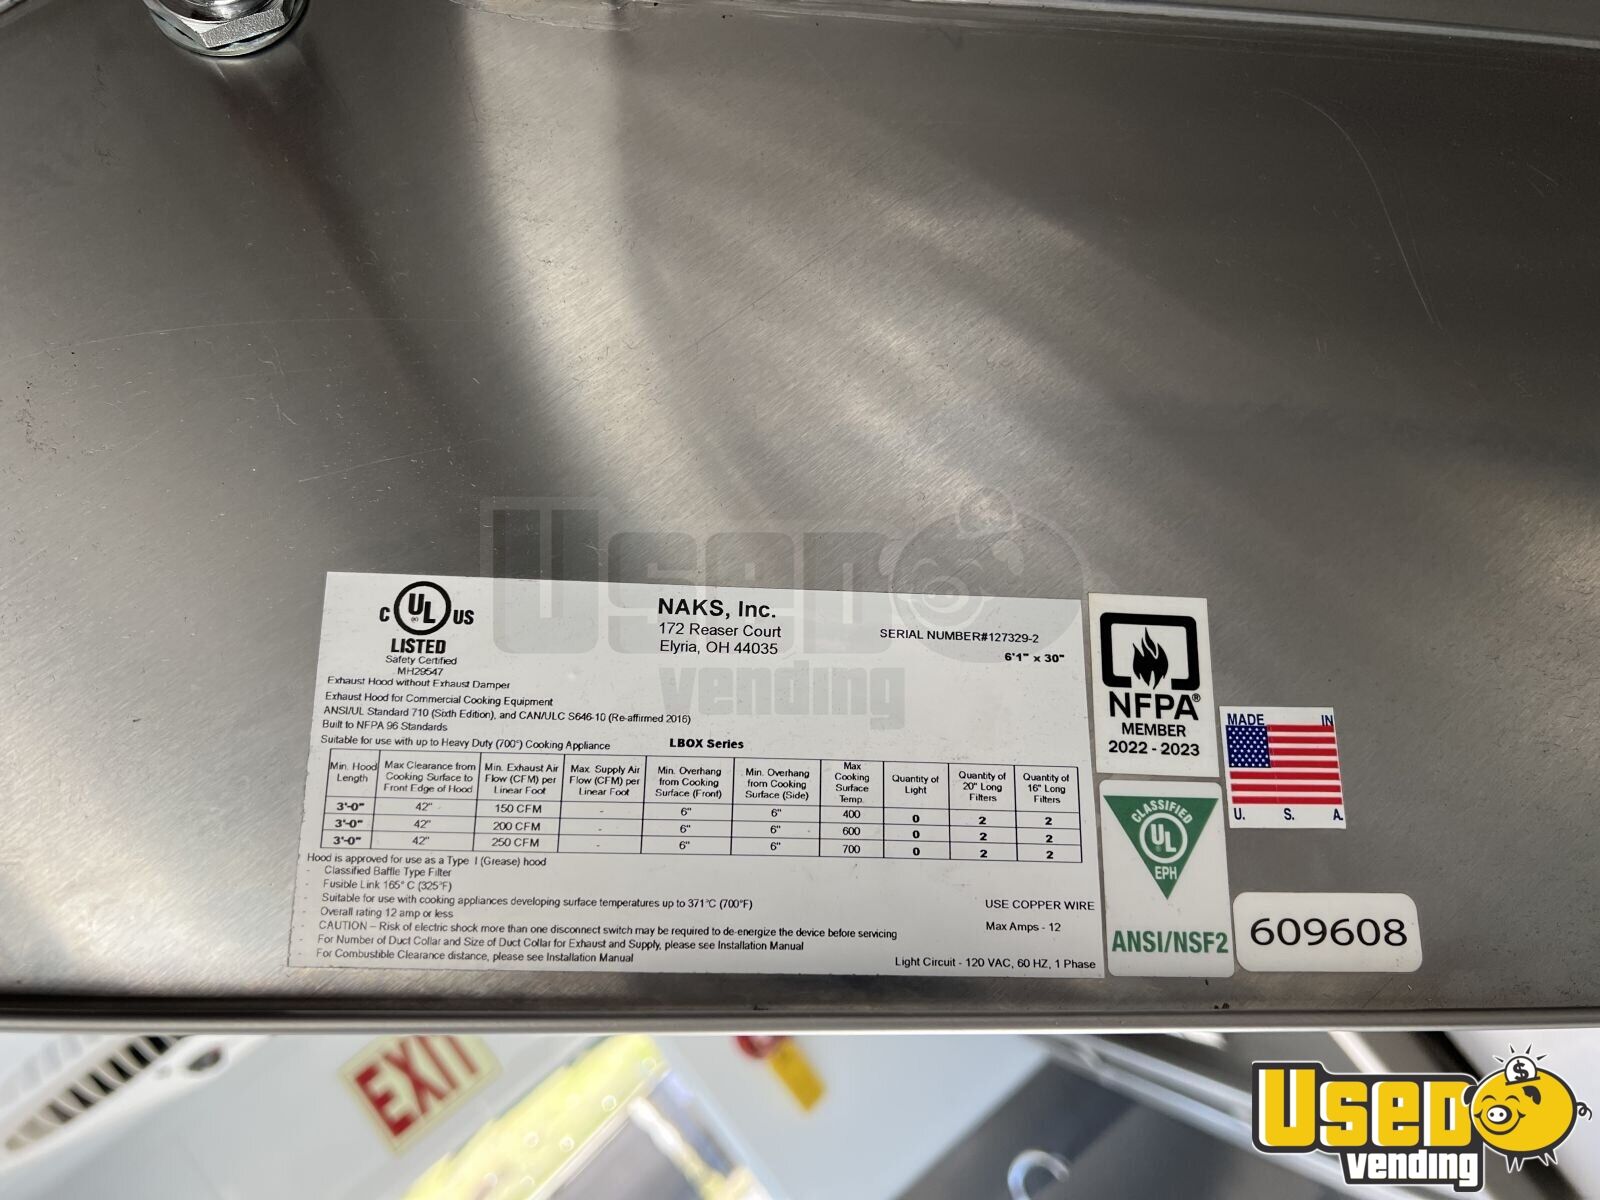 C UL US
LISTED
Safety Certified
MH29547
NAKS, Inc.
172 Reaser Court
Elyria, OH 44035
SERIAL NUMBER#127329-2
6'1" x 30"
Exhaust Hood without Exhaust Damper
Exhaust Hood for Commercial Cooking Equipment
ANSI/UL Standard 710 (Sixth Edition), and CAN/ULC S646-10 (Re-affirmed 2016)
Built to NFPA 96 Standards
Suitable for use with up to Heavy Duty (700°) Cooking Appliance
LBOX Series
Min. Hood Length
Max Clearance from Cooking Surface to Front Edge of Hood
Min. Exhaust Air Flow (CFM) per Linear Foot
Max. Supply Air Flow (CFM) per Linear Foot
Min. Overhang from Cooking Surface (Front)
Min. Overhang from Cooking Surface (Side)
Max Cooking Surface Temp.
Quantity of Light
Quantity of 20" Long Filters
Quantity of 16" Long Filters
3'-0" 42" 150 CFM - 6" 6" 400 0 2 2
3'-0" 42" 200 CFM - 6" 6" 600 0 2 2
3'-0" 42" 250 CFM - 6" 6" 700 0 2 2
Hood is approved for use as a Type I (Grease) hood
- Classified Baffle Type Filter
- Fusible Link 165° C (325°F)
- Suitable for use with cooking appliances developing surface temperatures up to 371°C (700°F)
- Overall rating 12 amp or less
- CAUTION – Risk of electric shock more than one disconnect switch may be required to de-energize the device before servicing
- For Number of Duct Collar and Size of Duct Collar for Exhaust and Supply, please see Installation Manual
- For Combustible Clearance distance, please see Installation Manual
USE COPPER WIRE
Max Amps - 12
Light Circuit - 120 VAC, 60 HZ, 1 Phase
NFPA®
MEMBER
2022 - 2023
CLASSIFIED
UL
EPH
ANSI/NSF2
MADE IN
U. S. A.
609608
EXIT
USED
vending
USED
vending